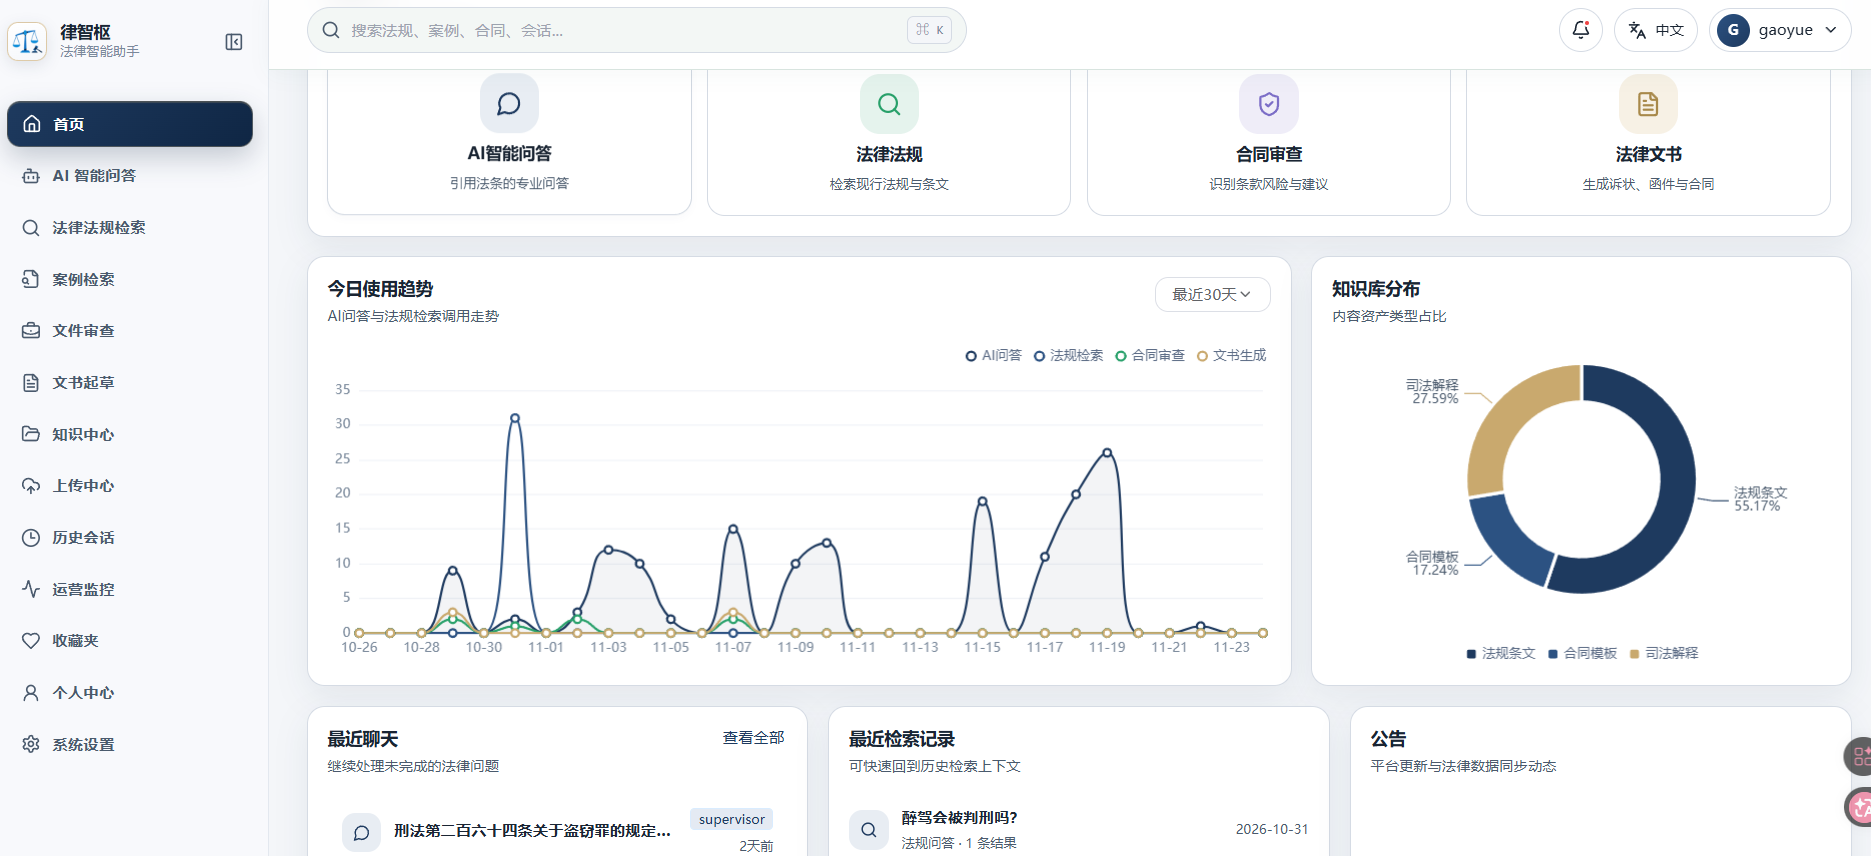 律智枢
法律智能助手
搜索法规、案例、合同、会话...
⌘ K
中文
G
gaoyue
首页
AI 智能问答
法律法规检索
案例检索
文件审查
文书起草
知识中心
上传中心
历史会话
运营监控
收藏夹
个人中心
系统设置
AI智能问答
引用法条的专业问答
法律法规
检索现行法规与条文
合同审查
识别条款风险与建议
法律文书
生成诉状、函件与合同
今日使用趋势
AI问答与法规检索调用走势
最近30天
AI问答
法规检索
合同审查
文书生成
35
30
25
20
15
10
5
0
10-26
10-28
10-30
11-01
11-03
11-05
11-07
11-09
11-11
11-13
11-15
11-17
11-19
11-21
11-23
知识库分布
内容资产类型占比
司法解释
27.59%
法规条文
55.17%
合同模板
17.24%
法规条文
合同模板
司法解释
最近聊天
查看全部
继续处理未完成的法律问题
刑法第二百六十四条关于盗窃罪的规定...
supervisor
2天前
最近检索记录
可快速回到历史检索上下文
醉驾会被判刑吗?
法规问答 · 1 条结果
2026-10-31
公告
平台更新与法律数据同步动态